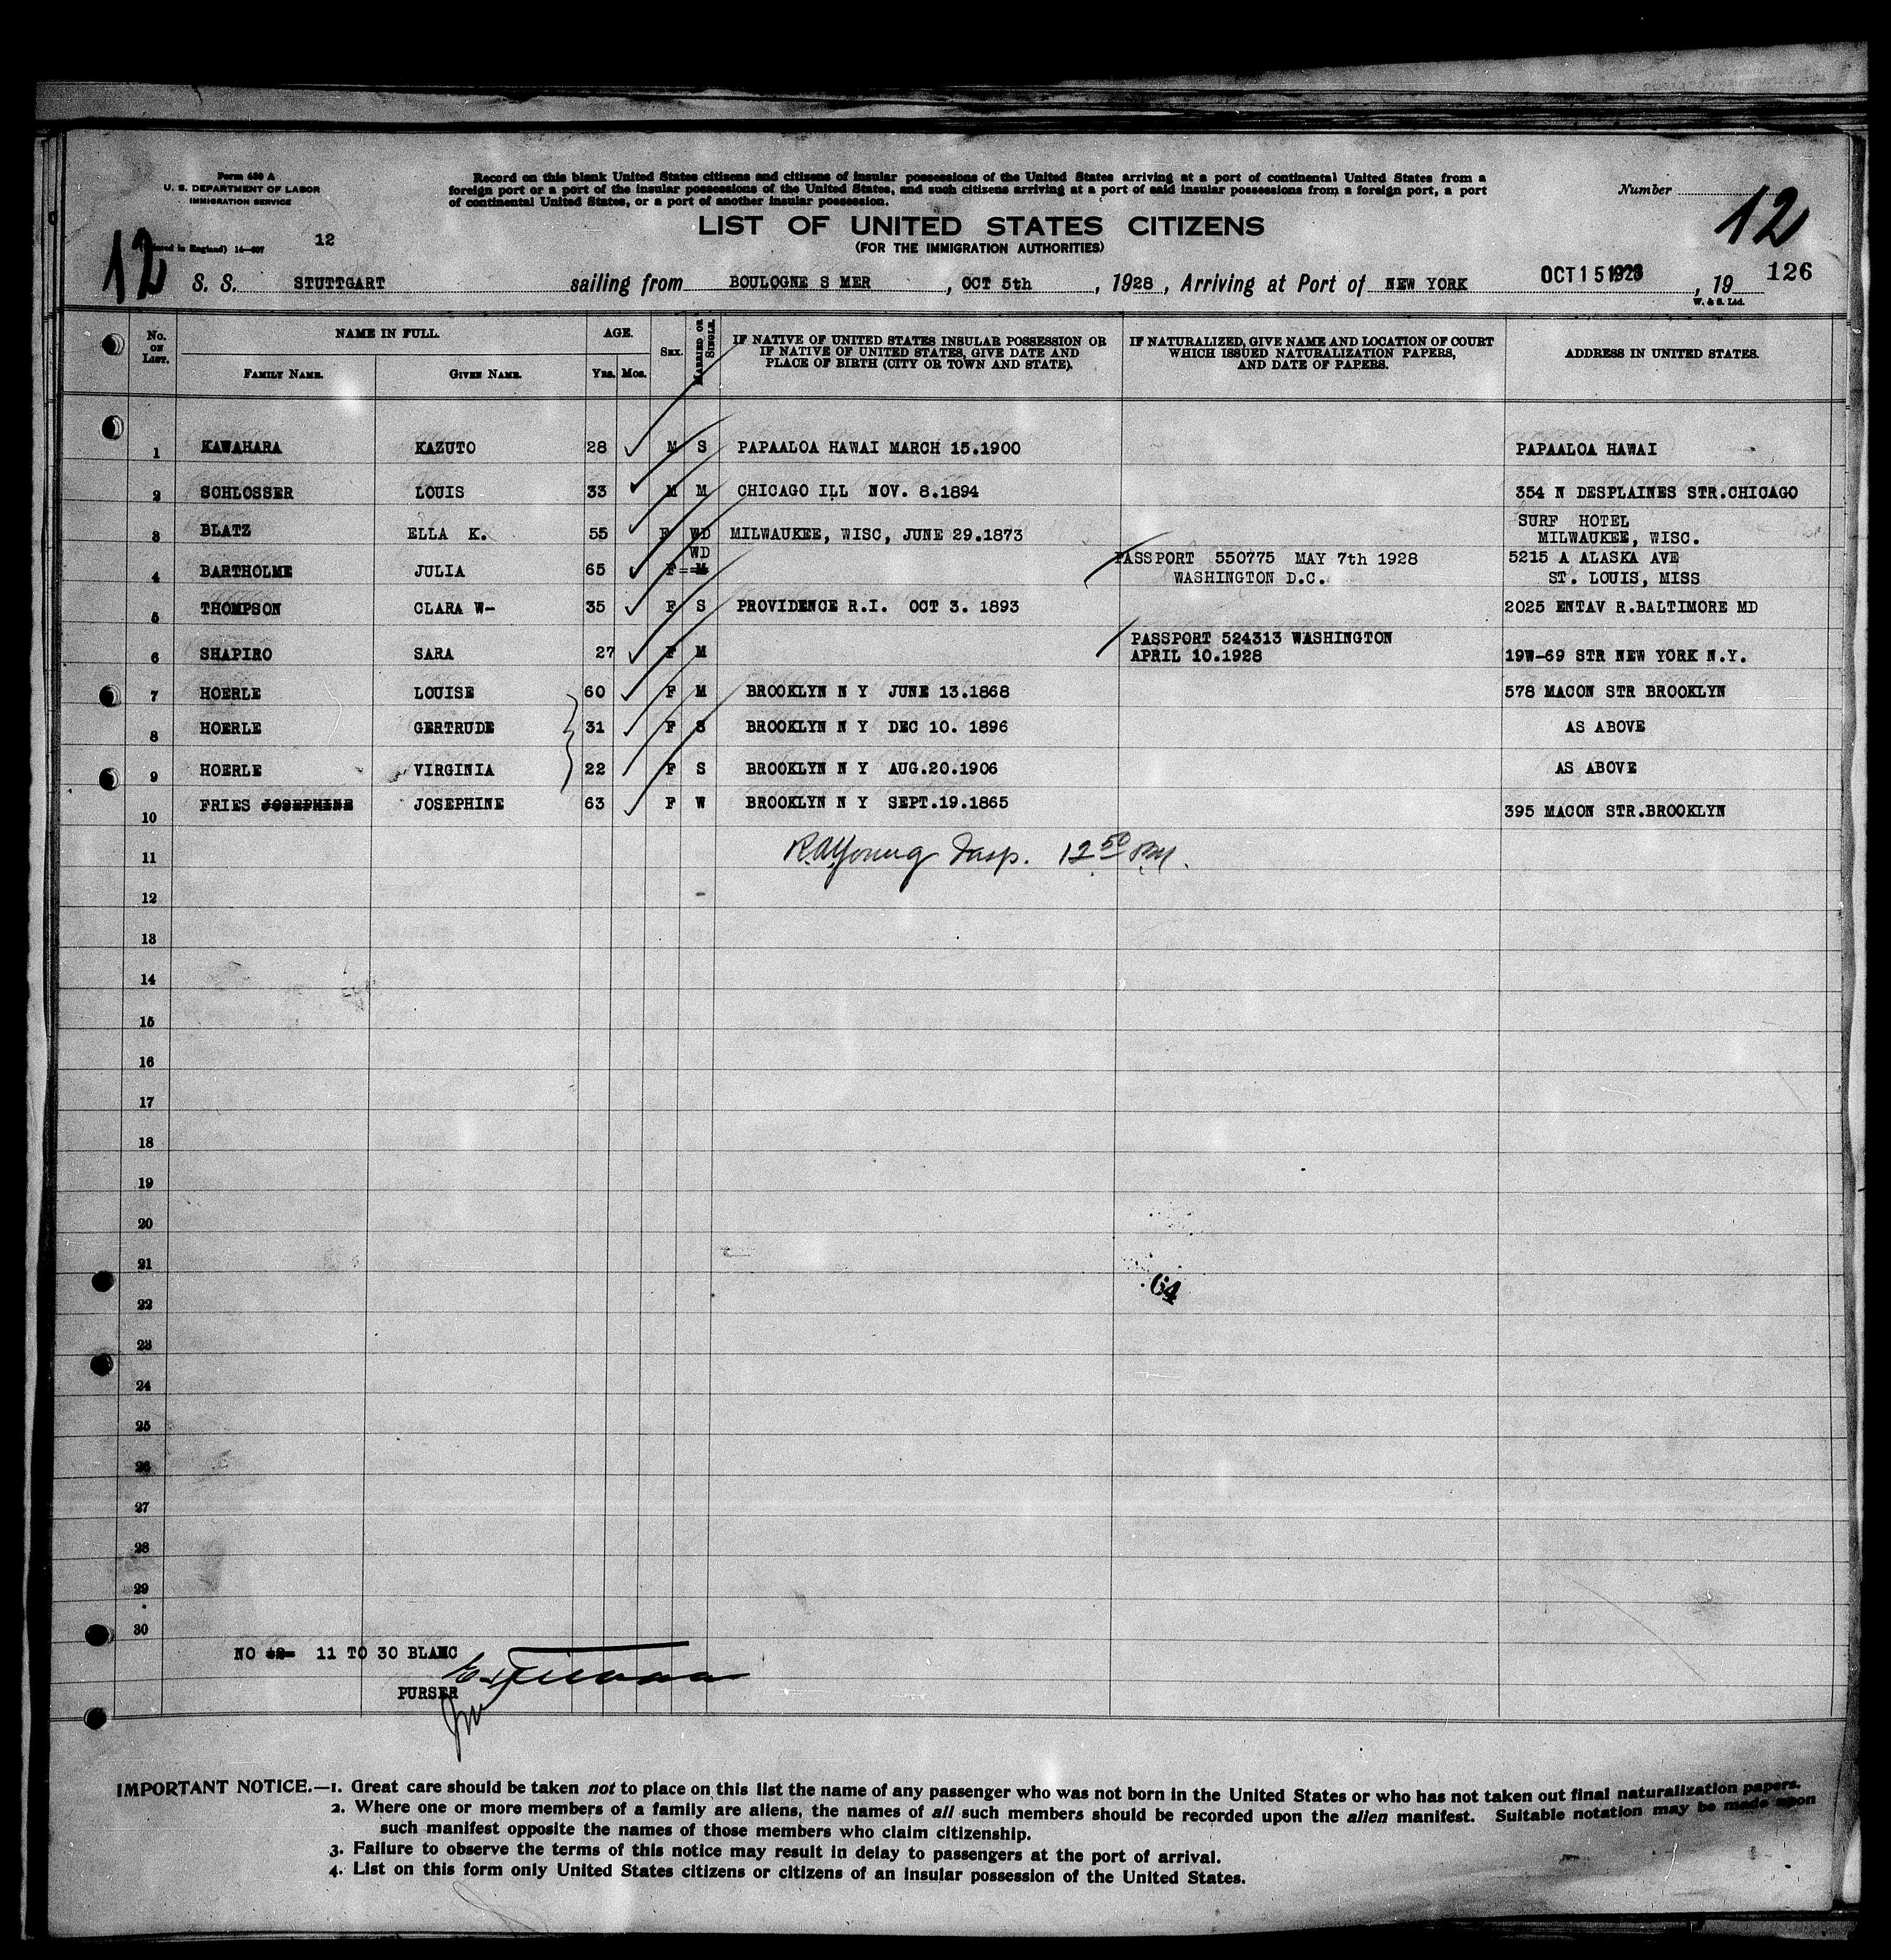 Form 630 A
U. S. DEPARTMENT OF LABOR
IMMIGRATION SERVICE
Record on this blank United States citizens and citizens of insular possessions of the United States arriving at a port of continental United States from a
foreign port or a port of the insular possessions of the United States, and such citizens arriving at a port of said insular possessions from a foreign port, a port
of continental United States, or a port of another insular possession.
Number
12
LIST OF UNITED STATES CITIZENS
(FOR THE IMMIGRATION AUTHORITIES)
in England) 14—607
12
12
S. S. STUTTGART sailing from BOULOGNE S MER, OCT 5th, 1928, Arriving at Port of NEW YORK OCT 15 1928, 19 126
W. & S. Ltd.
No. ON LIST. NAME IN FULL. AGE. SEX. MARRIED OR SINGLE. IF NATIVE OF UNITED STATES INSULAR POSSESSION OR IF NATIVE OF UNITED STATES, GIVE DATE AND PLACE OF BIRTH (CITY OR TOWN AND STATE). IF NATURALIZED, GIVE NAME AND LOCATION OF COURT WHICH ISSUED NATURALIZATION PAPERS, AND DATE OF PAPERS. ADDRESS IN UNITED STATES.
FAMILY NAME. GIVEN NAME. YRS. MOS.
1 KAWAHARA KAZUTO 28 M S PAPAALOA HAWAI MARCH 15.1900 PAPAALOA HAWAI
2 SCHLOSSER LOUIS 33 M M CHICAGO ILL NOV. 8.1894 354 N DESPLAINES STR.CHICAGO
3 BLATZ ELLA K. 55 F WD MILWAUKEE, WISC, JUNE 29.1873 SURF HOTEL
MILWAUKEE, WISC.
4 BARTHOLME JULIA 65 F M WD PASSPORT 550775 MAY 7th 1928 5215 A ALASKA AVE
WASHINGTON D.C. ST. LOUIS, MISS
5 THOMPSON CLARA W- 35 F S PROVIDENCE R.I. OCT 3. 1893 2025 ENTAV R.BALTIMORE MD
PASSPORT 524313 WASHINGTON
6 SHAPIRO SARA 27 F M APRIL 10.1928 19W-69 STR NEW YORK N.Y.
7 HOERLE LOUISE 60 F M BROOKLYN N Y JUNE 13.1868 578 MACON STR BROOKLYN
8 HOERLE GERTRUDE 31 F S BROOKLYN N Y DEC 10. 1896 AS ABOVE
9 HOERLE VIRGINIA 22 F S BROOKLYN N Y AUG.20.1906 AS ABOVE
10 FRIES JOSEPHINE JOSEPHINE 63 F W BROOKLYN N Y SEPT.19.1865 395 MACON STR.BROOKLYN
11 R.A.Young Insp. 12 50 P.M.
12
13
14
15
16
17
18
19
20
21
64
22
23
24
25
26
27
28
29
30
NO 11 TO 30 BLANC
PURSER
IMPORTANT NOTICE.—1. Great care should be taken not to place on this list the name of any passenger who was not born in the United States or who has not taken out final naturalization papers.
2. Where one or more members of a family are aliens, the names of all such members should be recorded upon the alien manifest. Suitable notation may be made upon
such manifest opposite the names of those members who claim citizenship.
3. Failure to observe the terms of this notice may result in delay to passengers at the port of arrival.
4. List on this form only United States citizens or citizens of an insular possession of the United States.